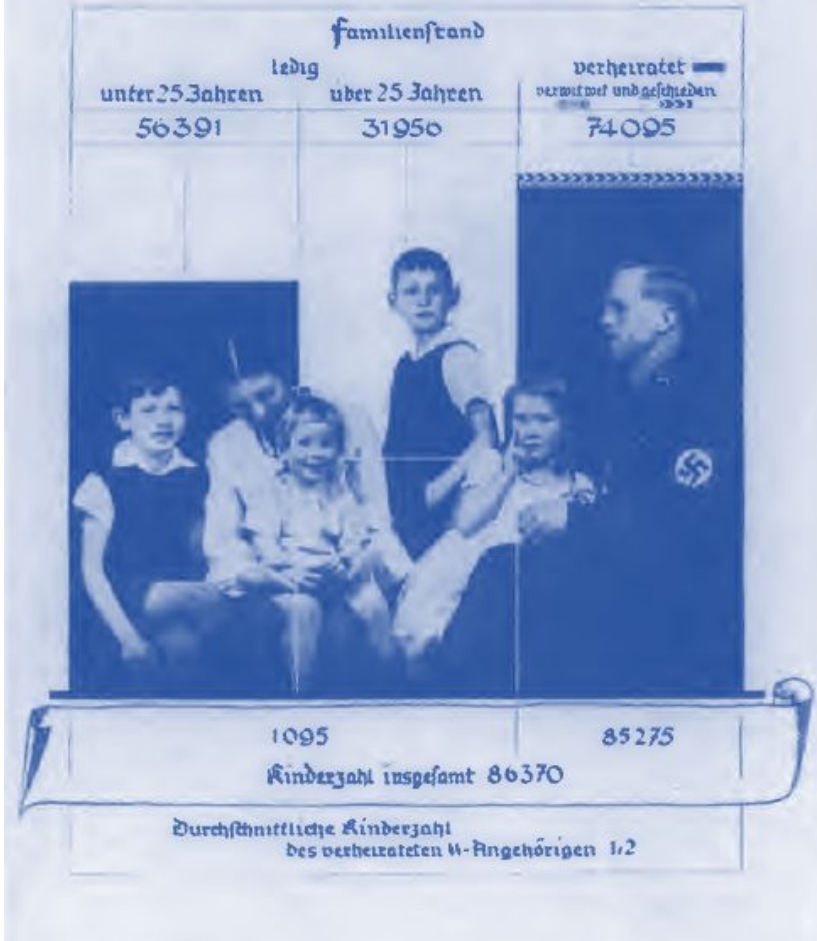 Familienstand
ledig
verheiratet
unter 25 Jahren
über 25 Jahren
verwitwet und geschieden
56391
31950
74095
1095
85275
Kinderzahl insgesamt 86370
Durchschnittliche Kinderzahl
des verheirateten ᛋᛋ-Angehörigen 1,2